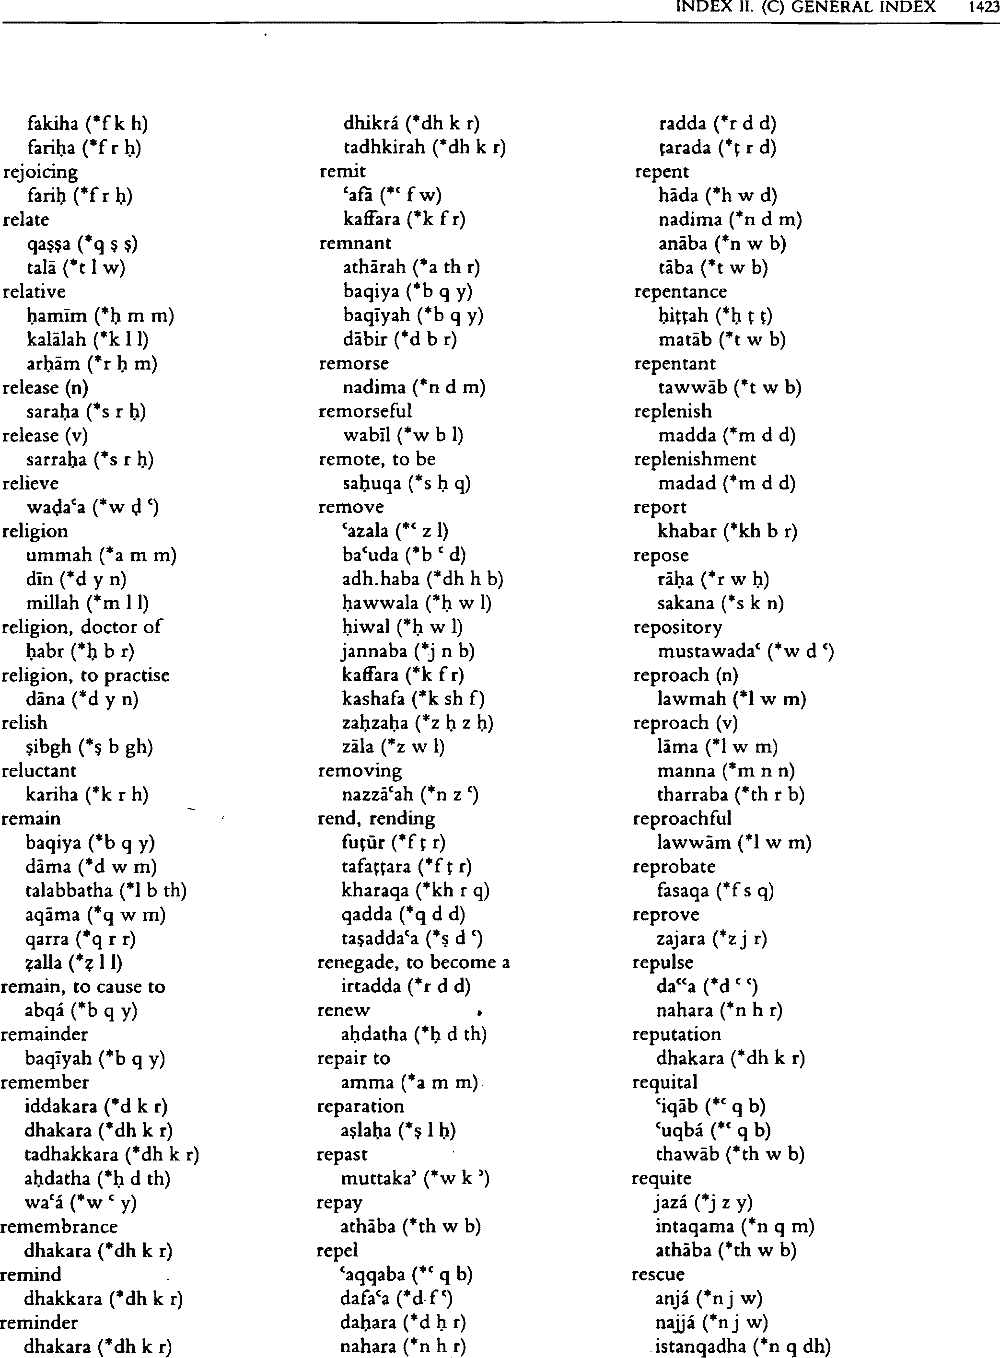 INDEX II. (C) GENERAL INDEX 1423
fakiha (*f k h)
fariḥa (*f r ḥ)
rejoicing
fariḥ (*f r ḥ)
relate
qaṣṣa (*q ṣ ṣ)
talā (*t l w)
relative
ḥamīm (*ḥ m m)
kalālah (*k l l)
arḥām (*r ḥ m)
release (n)
saraḥa (*s r ḥ)
release (v)
sarraḥa (*s r ḥ)
relieve
waḍaʿa (*w ḍ ʿ)
religion
ummah (*a m m)
dīn (*d y n)
millah (*m l l)
religion, doctor of
ḥabr (*ḥ b r)
religion, to practise
dāna (*d y n)
relish
ṣibgh (*ṣ b gh)
reluctant
kariha (*k r h)
remain
baqiya (*b q y)
dāma (*d w m)
talabbatha (*l b th)
aqāma (*q w m)
qarra (*q r r)
ẓalla (*ẓ l l)
remain, to cause to
abqá (*b q y)
remainder
baqīyah (*b q y)
remember
iddakara (*d k r)
dhakara (*dh k r)
tadhakkara (*dh k r)
aḥdatha (*ḥ d th)
waʿá (*w ʿ y)
remembrance
dhakara (*dh k r)
remind
dhakkara (*dh k r)
reminder
dhakara (*dh k r)
dhikrá (*dh k r)
tadhkirah (*dh k r)
remit
ʿafā (*ʿ f w)
kaffara (*k f r)
remnant
athārah (*a th r)
baqiya (*b q y)
baqīyah (*b q y)
dābir (*d b r)
remorse
nadima (*n d m)
remorseful
wabīl (*w b l)
remote, to be
saḥuqa (*s ḥ q)
remove
ʿazala (*ʿ z l)
baʿuda (*b ʿ d)
adh.haba (*dh h b)
ḥawwala (*ḥ w l)
ḥiwal (*ḥ w l)
jannaba (*j n b)
kaffara (*k f r)
kashafa (*k sh f)
zaḥzaḥa (*z ḥ z ḥ)
zāla (*z w l)
removing
nazzāʿah (*n z ʿ)
rend, rending
fuṭūr (*f ṭ r)
tafaṭṭara (*f ṭ r)
kharaqa (*kh r q)
qadda (*q d d)
taṣaddaʿa (*ṣ d ʿ)
renegade, to become a
irtadda (*r d d)
renew
aḥdatha (*ḥ d th)
repair to
amma (*a m m)
reparation
aṣlaḥa (*ṣ l ḥ)
repast
muttakaʾ (*w k ʾ)
repay
athāba (*th w b)
repel
ʿaqqaba (*ʿ q b)
dafaʿa (*d f ʿ)
daḥara (*d ḥ r)
nahara (*n h r)
radda (*r d d)
ṭarada (*ṭ r d)
repent
hāda (*h w d)
nadima (*n d m)
anāba (*n w b)
tāba (*t w b)
repentance
ḥiṭṭah (*ḥ ṭ ṭ)
matāb (*t w b)
repentant
tawwāb (*t w b)
replenish
madda (*m d d)
replenishment
madad (*m d d)
report
khabar (*kh b r)
repose
rāḥa (*r w ḥ)
sakana (*s k n)
repository
mustawadaʿ (*w d ʿ)
reproach (n)
lawmah (*l w m)
reproach (v)
lāma (*l w m)
manna (*m n n)
tharraba (*th r b)
reproachful
lawwām (*l w m)
reprobate
fasaqa (*f s q)
reprove
zajara (*z j r)
repulse
daʿʿa (*d ʿ ʿ)
nahara (*n h r)
reputation
dhakara (*dh k r)
requital
ʿiqāb (*ʿ q b)
ʿuqbá (*ʿ q b)
thawāb (*th w b)
requite
jazá (*j z y)
intaqama (*n q m)
athāba (*th w b)
rescue
anjá (*n j w)
najjá (*n j w)
istanqadha (*n q dh)